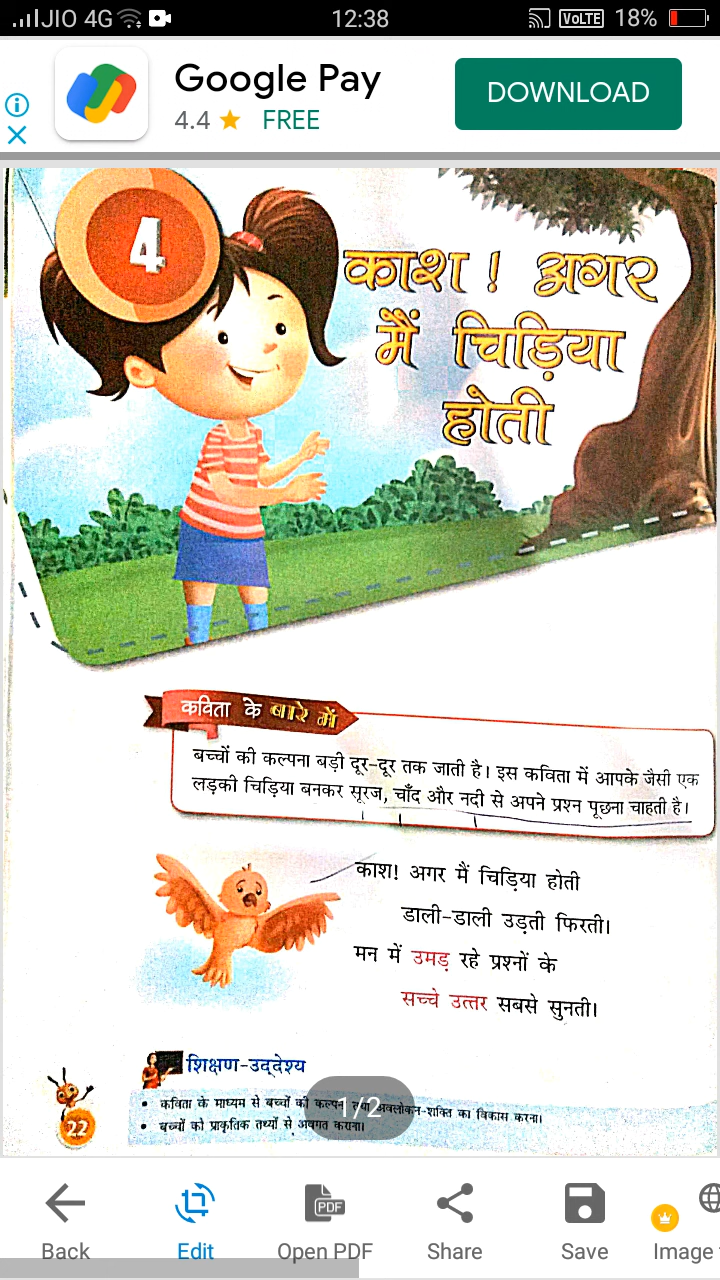 JIO 4G 12:38 VoLTE 18%
Google Pay
4.4 FREE
DOWNLOAD
4
काश ! अगर
मैं चिड़िया
होती
कविता के बारे में
बच्चों की कल्पना बड़ी दूर-दूर तक जाती है। इस कविता में आपके जैसी एक
लड़की चिड़िया बनकर सूरज, चाँद और नदी से अपने प्रश्न पूछना चाहती है।
काश! अगर मैं चिड़िया होती
डाली-डाली उड़ती फिरती।
मन में उमड़ रहे प्रश्नों के
सच्चे उत्तर सबसे सुनती।
शिक्षण-उद्देश्य
• कविता के माध्यम से बच्चों की कल्पना तथा अवलोकन-शक्ति का विकास करना।
• बच्चों को प्राकृतिक तथ्यों से अवगत कराना।
1/2
22
Back Edit Open PDF Share Save Image
PDF